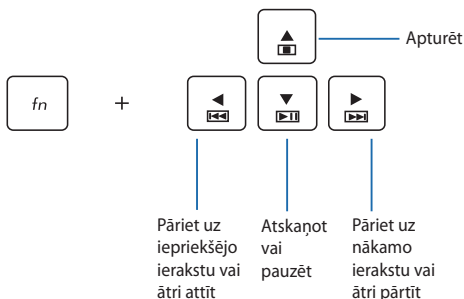 Apturēt
fn
+
Pāriet uz
iepriekšējo
ierakstu vai
ātri attīt
Atskaņot
vai
pauzēt
Pāriet uz
nākamo
ierakstu vai
ātri pārtīt